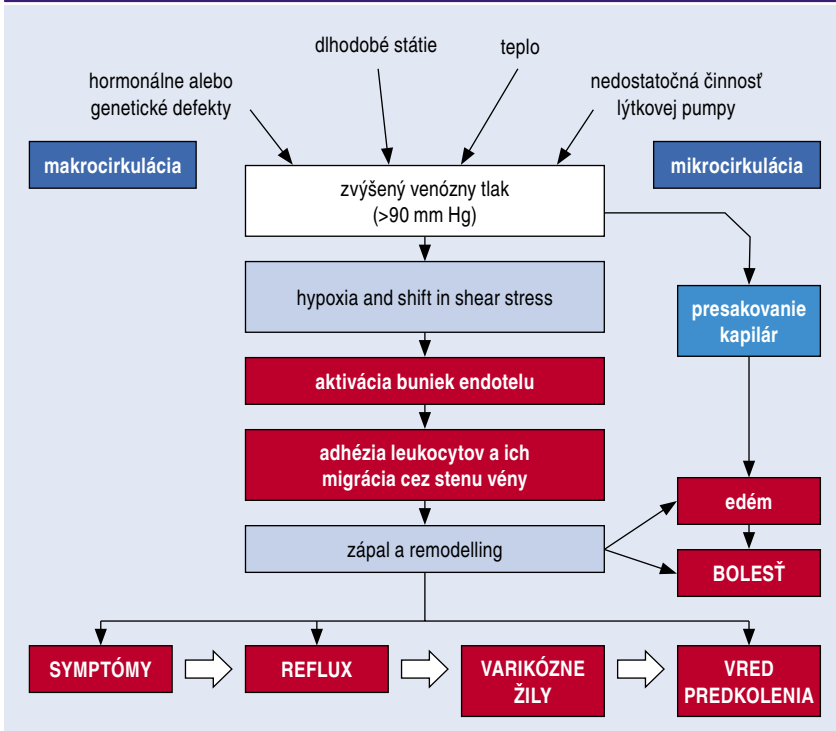 dlhodobé státie
teplo
hormonálne alebo
genetické defekty
nedostatočná činnosť
lýtkovej pumpy
makrocirkulácia
mikrocirkulácia
zvýšený venózny tlak
(>90 mm Hg)
hypoxia and shift in shear stress
presakovanie
kapilár
aktivácia buniek endotelu
adhézia leukocytov a ich
migrácia cez stenu vény
edém
zápal a remodelling
BOLESŤ
SYMPTÓMY
REFLUX
VARIKÓZNE
ŽILY
VRED
PREDKOLENIA